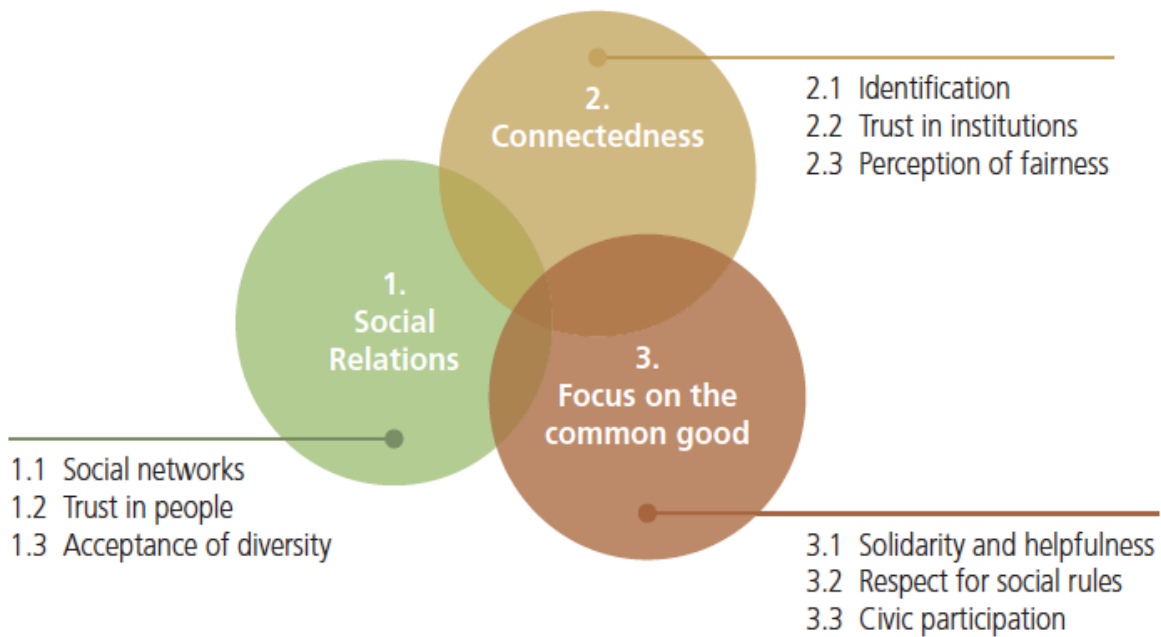 1.
Social
Relations
1.1 Social networks
1.2 Trust in people
1.3 Acceptance of diversity
2.
Connectedness
2.1 Identification
2.2 Trust in institutions
2.3 Perception of fairness
3.
Focus on the
common good
3.1 Solidarity and helpfulness
3.2 Respect for social rules
3.3 Civic participation